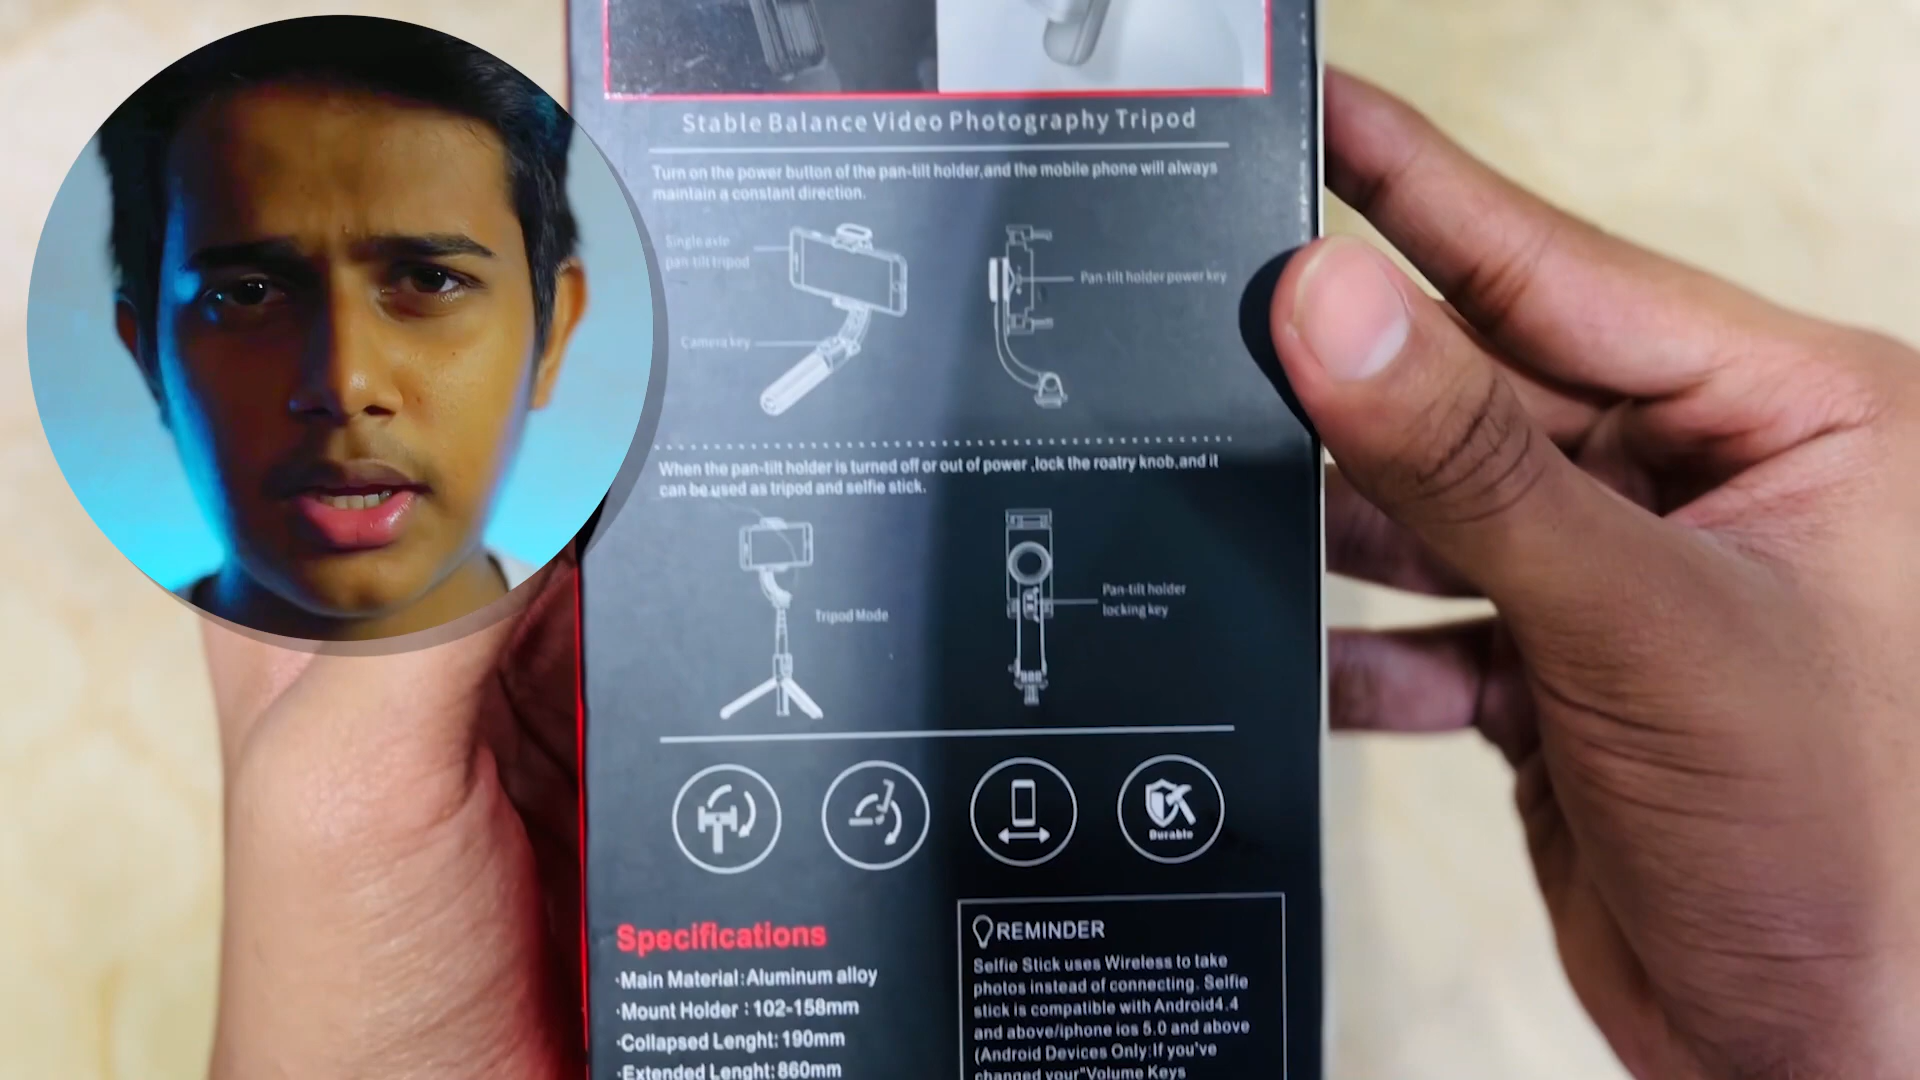 Stable Balance Video Photography Tripod
Turn on the power button of the pan-tilt holder,and the mobile phone will always
maintain a constant direction.
Single axle
pan tilt tripod
Camera key
Pan-tilt holder power key
When the pan-tilt holder is turned off or out of power ,lock the roatry knob,and it
can be used as tripod and selfie stick.
Tripod Mode
Pan-tilt holder
locking key
Durable
Specifications
·Main Material:Aluminum alloy
·Mount Holder : 102-158mm
·Collapsed Lenght: 190mm
·Extended Lenght: 860mm
REMINDER
Selfie Stick uses Wireless to take
photos instead of connecting. Selfie
stick is compatible with Android4.4
and above/iphone ios 5.0 and above
(Android Devices Only:If you've
changed your"Volume Keys